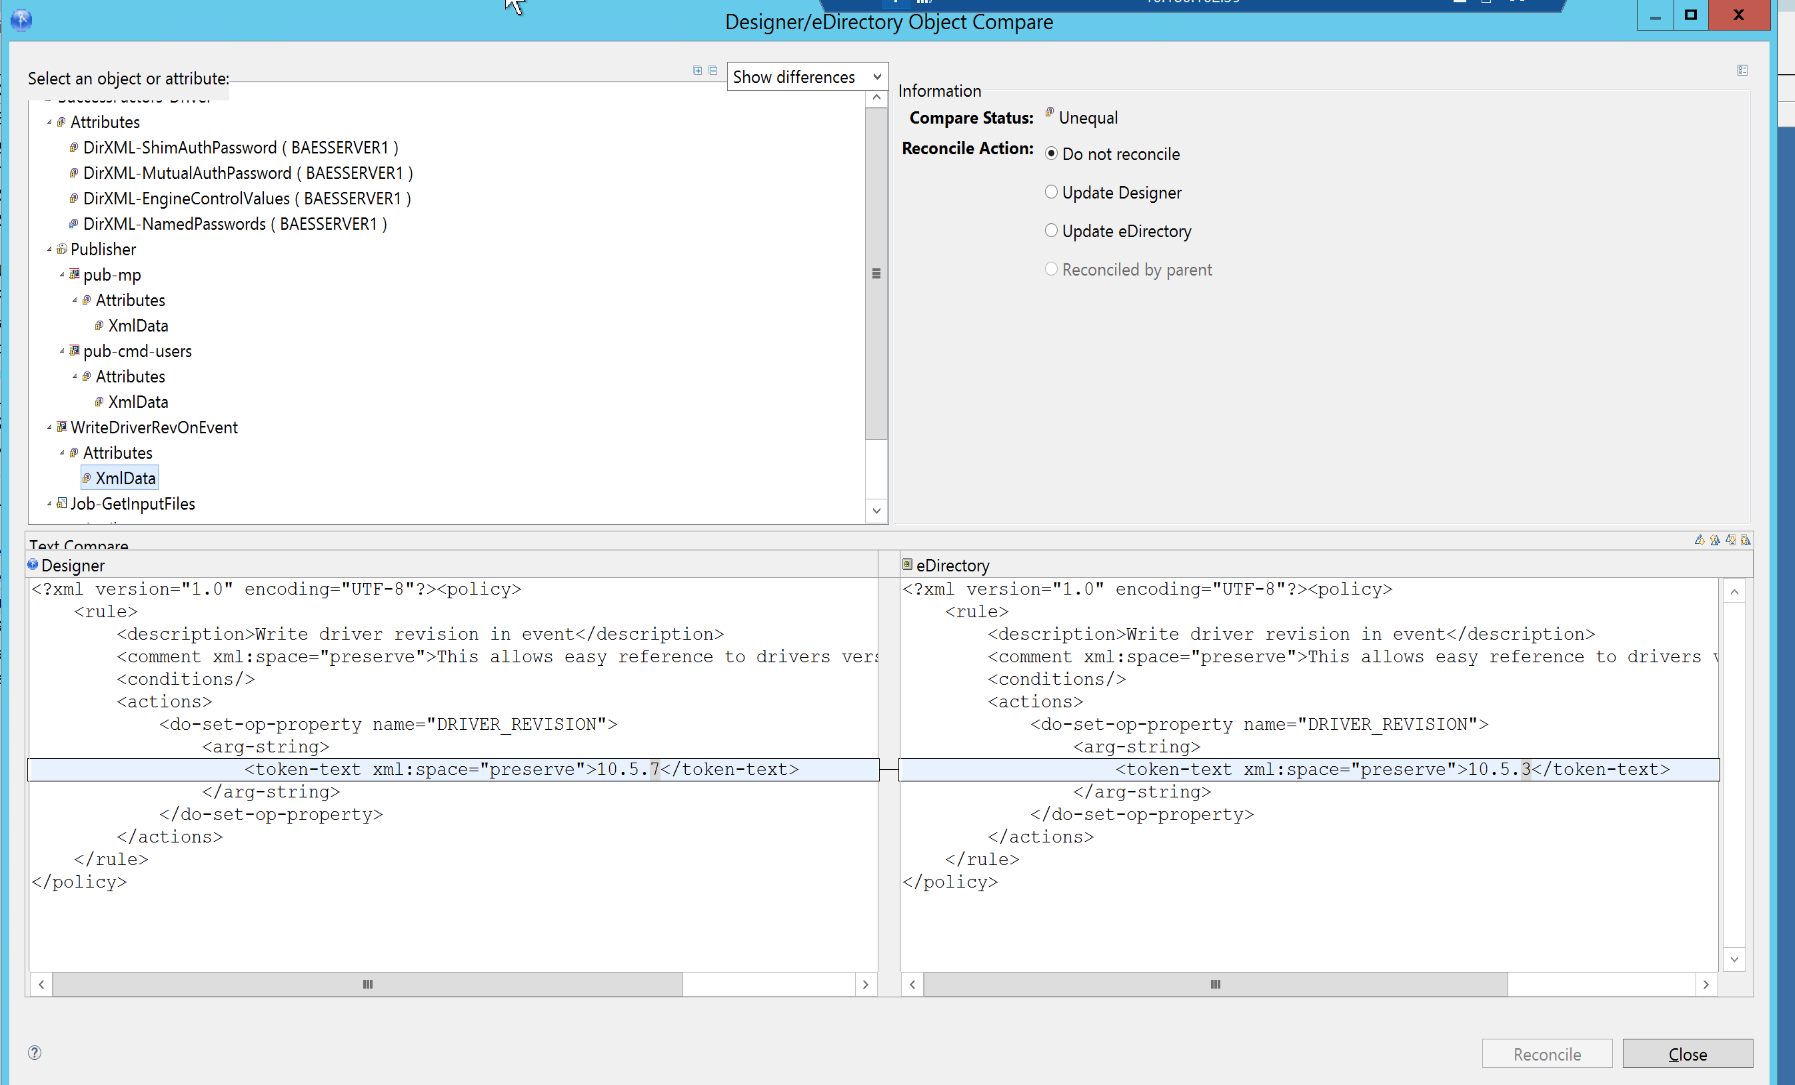 Designer/eDirectory Object Compare
Select an object or attribute:
Show differences
SuccessFactors Driver
Attributes
DirXML-ShimAuthPassword ( BAESSERVER1 )
DirXML-MutualAuthPassword ( BAESSERVER1 )
DirXML-EngineControlValues ( BAESSERVER1 )
DirXML-NamedPasswords ( BAESSERVER1 )
Publisher
pub-mp
Attributes
XmlData
pub-cmd-users
Attributes
XmlData
WriteDriverRevOnEvent
Attributes
XmlData
Job-GetInputFiles
Information
Compare Status: Unequal
Reconcile Action: Do not reconcile
Update Designer
Update eDirectory
Reconciled by parent
Text Compare
Designer
<?xml version="1.0" encoding="UTF-8"?><policy>
<rule>
<description>Write driver revision in event</description>
<comment xml:space="preserve">This allows easy reference to drivers vers
<conditions/>
<actions>
<do-set-op-property name="DRIVER_REVISION">
<arg-string>
<token-text xml:space="preserve">10.5.7</token-text>
</arg-string>
</do-set-op-property>
</actions>
</rule>
</policy>
eDirectory
<?xml version="1.0" encoding="UTF-8"?><policy>
<rule>
<description>Write driver revision in event</description>
<comment xml:space="preserve">This allows easy reference to drivers v
<conditions/>
<actions>
<do-set-op-property name="DRIVER_REVISION">
<arg-string>
<token-text xml:space="preserve">10.5.3</token-text>
</arg-string>
</do-set-op-property>
</actions>
</rule>
</policy>
Reconcile
Close